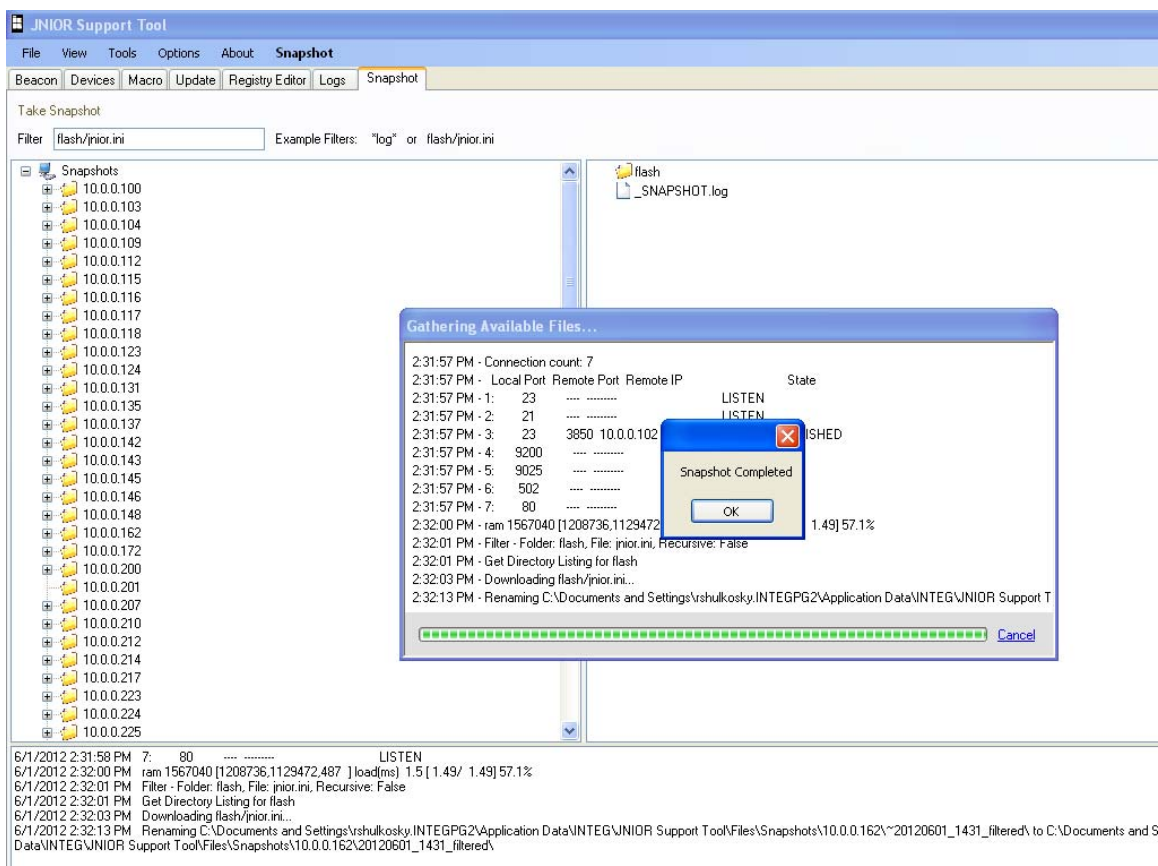 JNIOR Support Tool
File View Tools Options About Snapshot
Beacon Devices Macro Update Registry Editor Logs Snapshot
Take Snapshot
Filter flash/jnior.ini Example Filters: *log* or flash/jnior.ini
Snapshots
10.0.0.100
10.0.0.103
10.0.0.104
10.0.0.109
10.0.0.112
10.0.0.115
10.0.0.116
10.0.0.117
10.0.0.118
10.0.0.123
10.0.0.124
10.0.0.131
10.0.0.135
10.0.0.137
10.0.0.142
10.0.0.143
10.0.0.145
10.0.0.146
10.0.0.148
10.0.0.162
10.0.0.172
10.0.0.200
10.0.0.201
10.0.0.207
10.0.0.210
10.0.0.212
10.0.0.214
10.0.0.217
10.0.0.223
10.0.0.224
10.0.0.225
flash
_SNAPSHOT.log
Gathering Available Files...
2:31:57 PM - Connection count: 7
2:31:57 PM - Local Port Remote Port Remote IP State
2:31:57 PM - 1: 23 ---- --------- LISTEN
2:31:57 PM - 2: 21 ---- --------- LISTEN
2:31:57 PM - 3: 23 3850 10.0.0.102 ISHED
2:31:57 PM - 4: 9200 ---- ---------
2:31:57 PM - 5: 9025 ---- ---------
2:31:57 PM - 6: 502 ---- ---------
2:31:57 PM - 7: 80 ---- ---------
2:32:00 PM - ram 1567040 [1208736,1129472 1.49] 57.1%
2:32:01 PM - Filter - Folder: flash, File: jnior.ini, Recursive: False
2:32:01 PM - Get Directory Listing for flash
2:32:03 PM - Downloading flash/jnior.ini...
2:32:13 PM - Renaming C:\Documents and Settings\rshulkosky.INTEGPG2\Application Data\INTEG\JNIOR Support T
Cancel
Snapshot Completed
OK
6/1/2012 2:31:58 PM 7: 80 ---- --------- LISTEN
6/1/2012 2:32:00 PM ram 1567040 [1208736,1129472,487 ] load(ms) 1.5 [ 1.49/ 1.49] 57.1%
6/1/2012 2:32:01 PM Filter - Folder: flash, File: jnior.ini, Recursive: False
6/1/2012 2:32:01 PM Get Directory Listing for flash
6/1/2012 2:32:03 PM Downloading flash/jnior.ini...
6/1/2012 2:32:13 PM Renaming C:\Documents and Settings\rshulkosky.INTEGPG2\Application Data\INTEG\JNIOR Support Tool\Files\Snapshots\10.0.0.162\~20120601_1431_filtered\ to C:\Documents and S
Data\INTEG\JNIOR Support Tool\Files\Snapshots\10.0.0.162\20120601_1431_filtered\